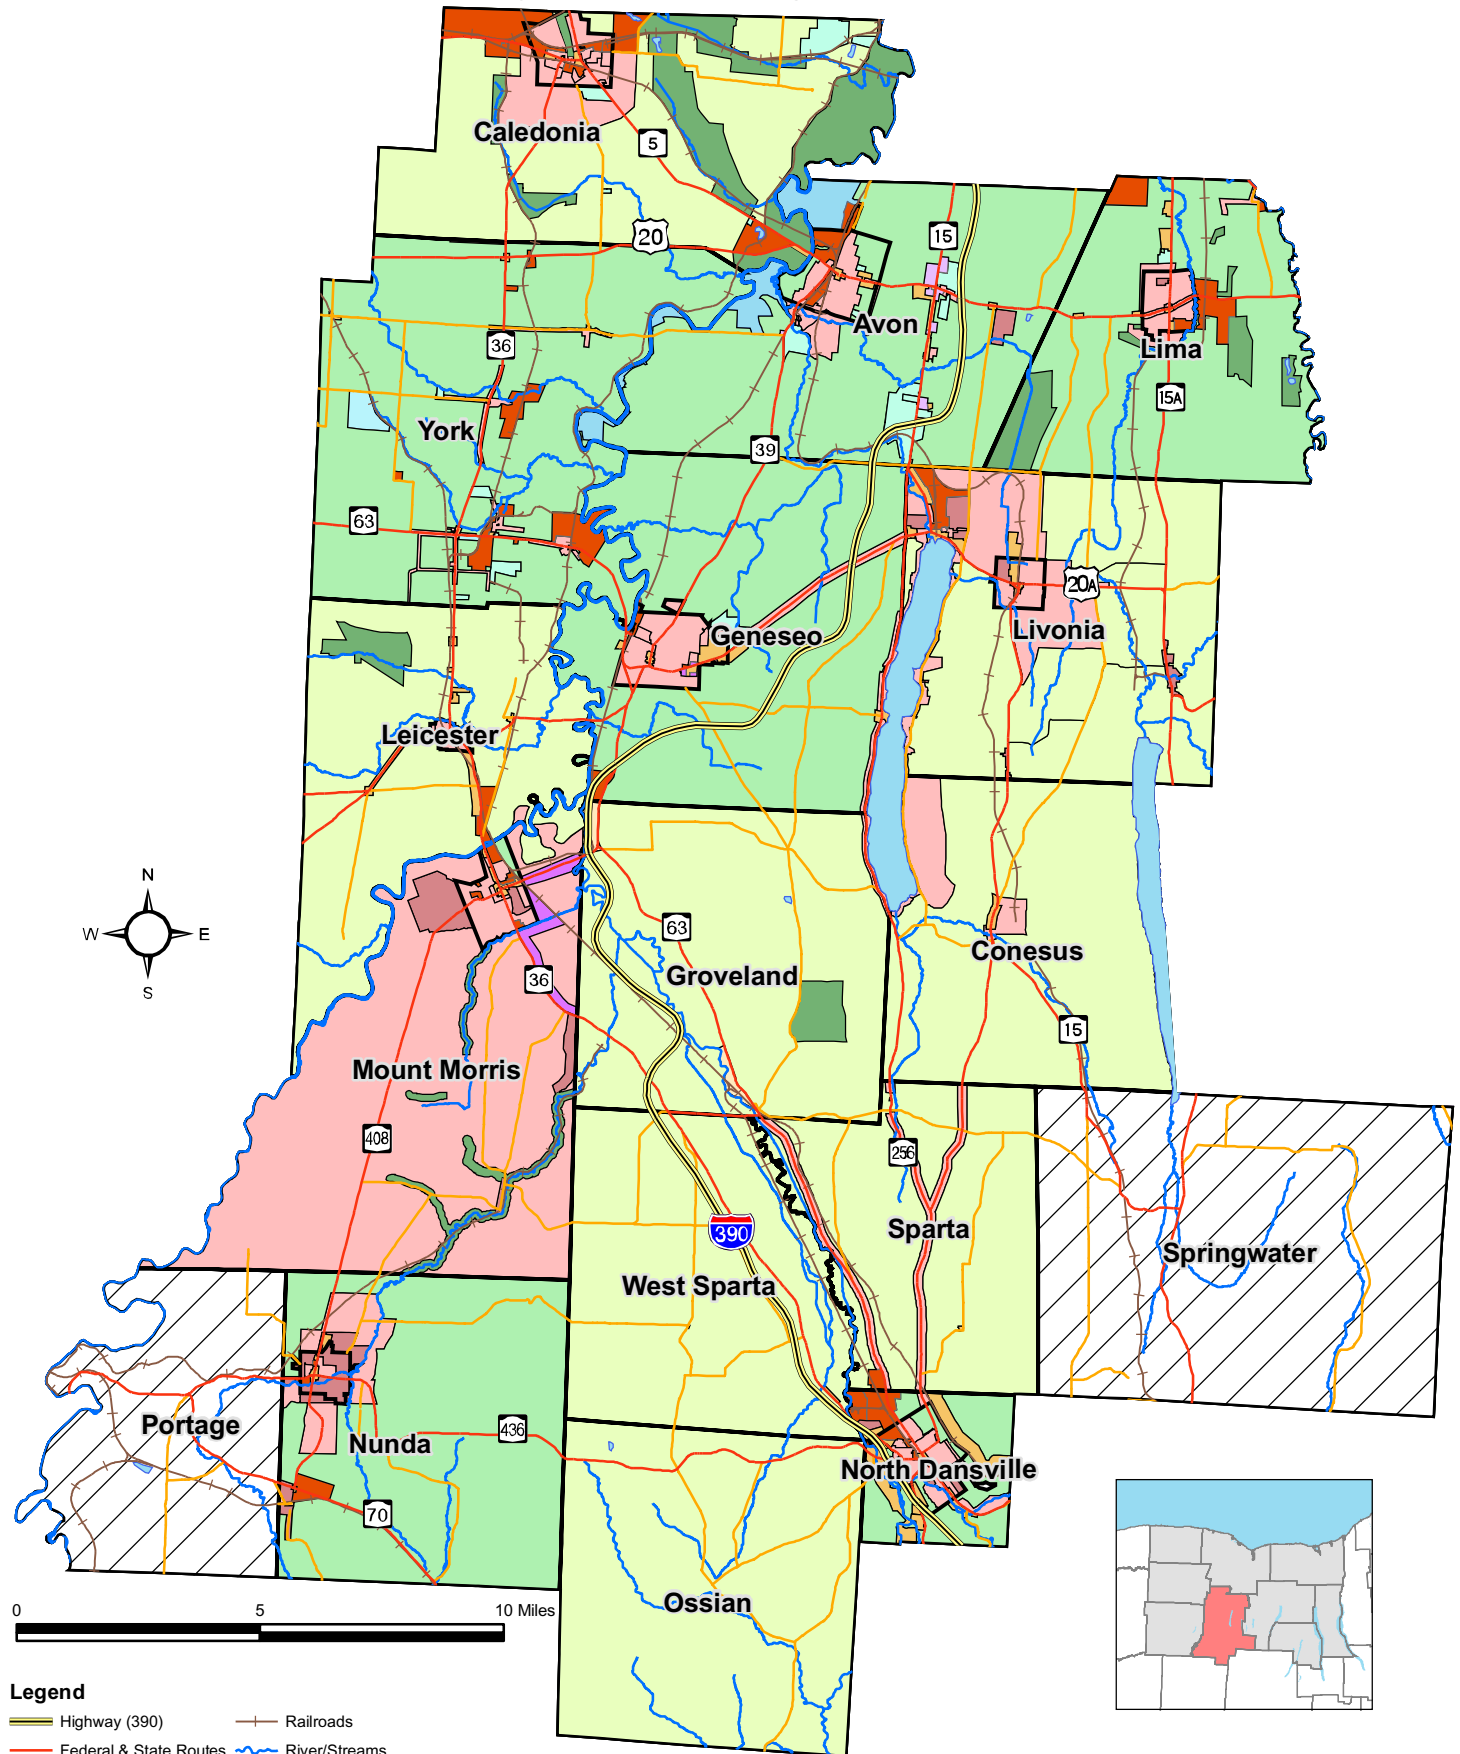 Caledonia
5
20
15
Avon
Lima
36
15A
York
39
63
20A
Geneseo
Livonia
Leicester
N
W E
S
63
Conesus
Groveland
36
15
Mount Morris
408
256
Sparta
390
Springwater
West Sparta
Portage
436
Nunda
North Dansville
70
Ossian
0 5 10 Miles
Legend
Highway (390) Railroads
Federal & State Routes River/Streams